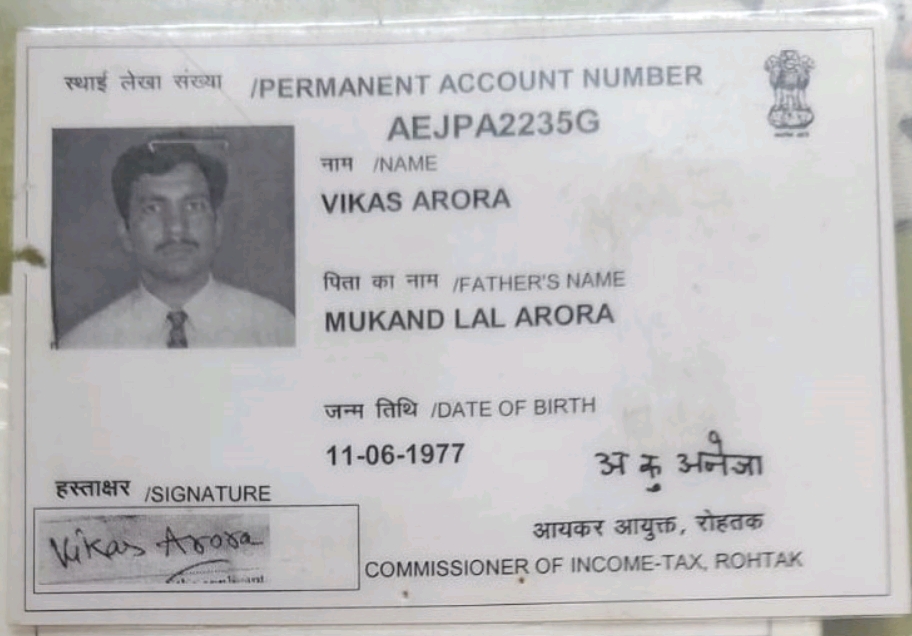 स्थाई लेखा संख्या /PERMANENT ACCOUNT NUMBER
AEJPA2235G
नाम /NAME
VIKAS ARORA
पिता का नाम /FATHER'S NAME
MUKAND LAL ARORA
जन्म तिथि /DATE OF BIRTH
11-06-1977
अ कु अनेजा
हस्ताक्षर /SIGNATURE
Vikas Arora
आयकर आयुक्त, रोहतक
COMMISSIONER OF INCOME-TAX, ROHTAK